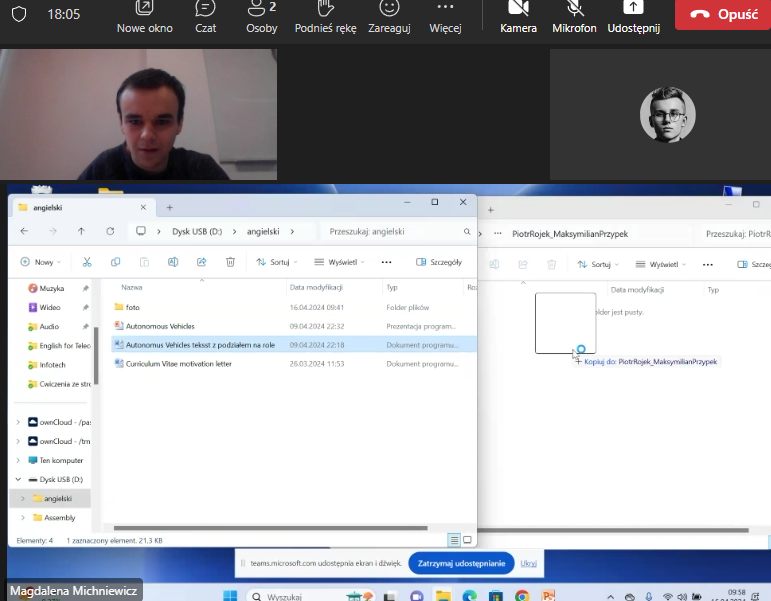 18:05
2
Nowe okno
Czat
Osoby
Podnieś rękę
Zareaguj
Więcej
Kamera
Mikrofon
Udostępnij
Opuść
angielski
Dysk USB (D:)
angielski
Przeszukaj: angielski
PiotrRojek_MaksymilianPrzypek
Przeszukaj: PiotrR
Nowy
Sortuj
Wyświetl
Szczegóły
Sortuj
Wyświetl
Szczeg
Nazwa
Data modyfikacji
Typ
Data modyfikacji
Typ
Muzyka
Wideo
Audio
English for Telec
Infotech
Ćwiczenia ze stro
ownCloud - /pa
ownCloud - /tm
Ten komputer
Dysk USB (D:)
angielski
Assembly
foto
16.04.2024 09:41
Folder plików
Autonomous Vehicles
09.04.2024 22:32
Prezentacja program...
Autonomus Vehicles teksst z podziałem na role
09.04.2024 22:18
Dokument programu...
Curriculum Vitae motivation letter
26.03.2024 11:53
Dokument programu...
lder jest pusty.
Kopiuj do: PiotrRojek_MaksymilianPrzypek
Elementy: 4
1 zaznaczony element. 21,3 KB
teams.microsoft.com udostępnia ekran i dźwięk.
Zatrzymaj udostępnianie
Ukryj
Magdalena Michniewicz
Wyszukaj
09:58